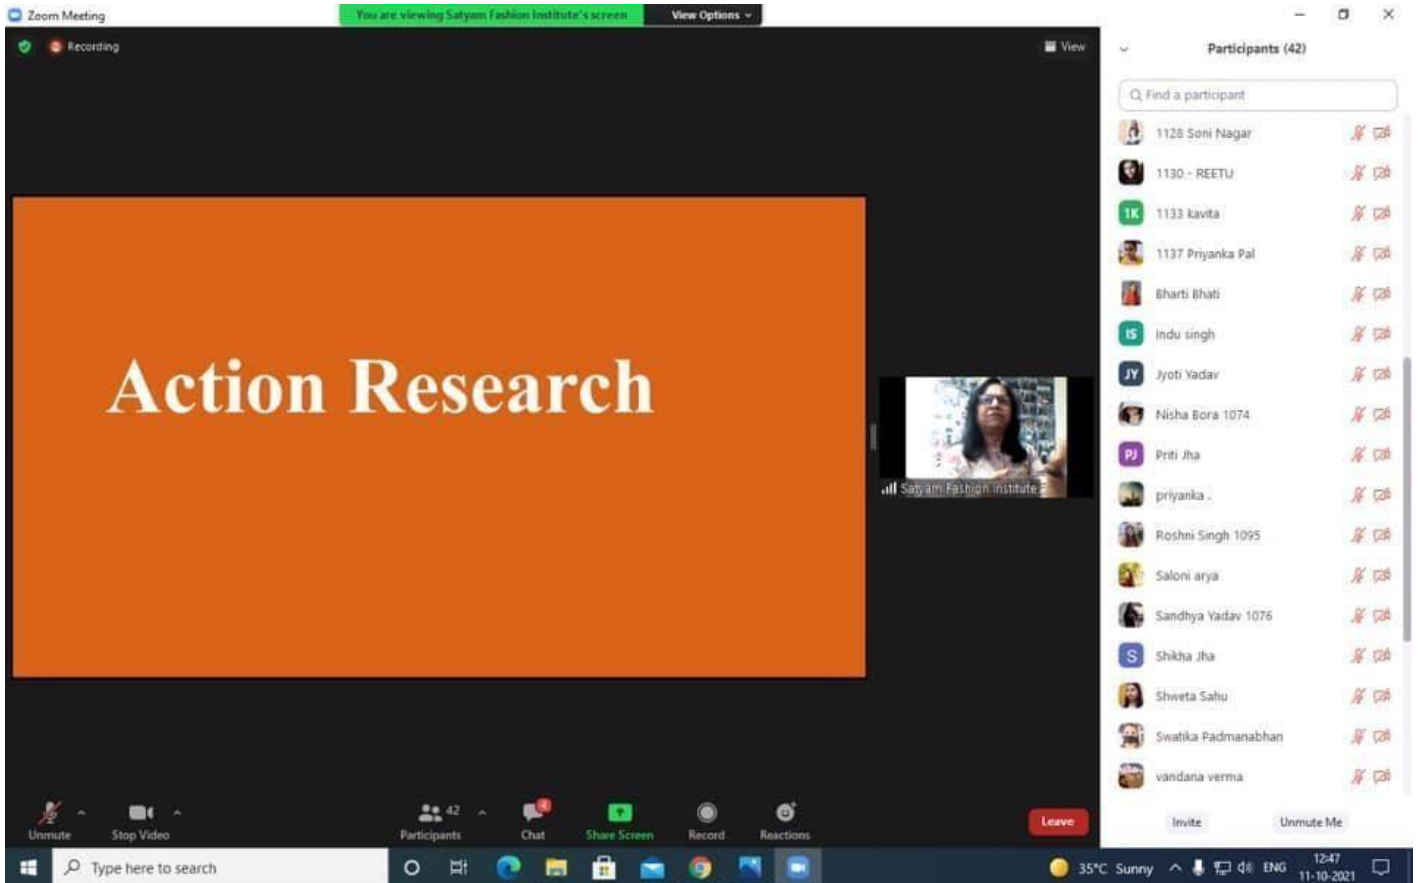 Zoom Meeting
You are viewing Satyam Fashion Institute's screen
View Options
Recording
View
Participants (42)
Find a participant
1128 Soni Nagar
1130 - REETU
1K 1133 kavita
1137 Priyanka Pal
Bharti Bhati
IS Indu singh
JY Jyoti Yadav
Nisha Bora 1074
PJ Priti Jha
priyanka .
Roshni Singh 1095
Saloni arya
Sandhya Yadav 1076
S Shikha Jha
Shweta Sahu
Swatika Padmanabhan
vandana verma
Invite Unmute Me
Action Research
Satyam Fashion Institute
42
4
Unmute Stop Video Participants Chat Share Screen Record Reactions
Leave
Type here to search
35°C Sunny
ENG
12:47
11-10-2021